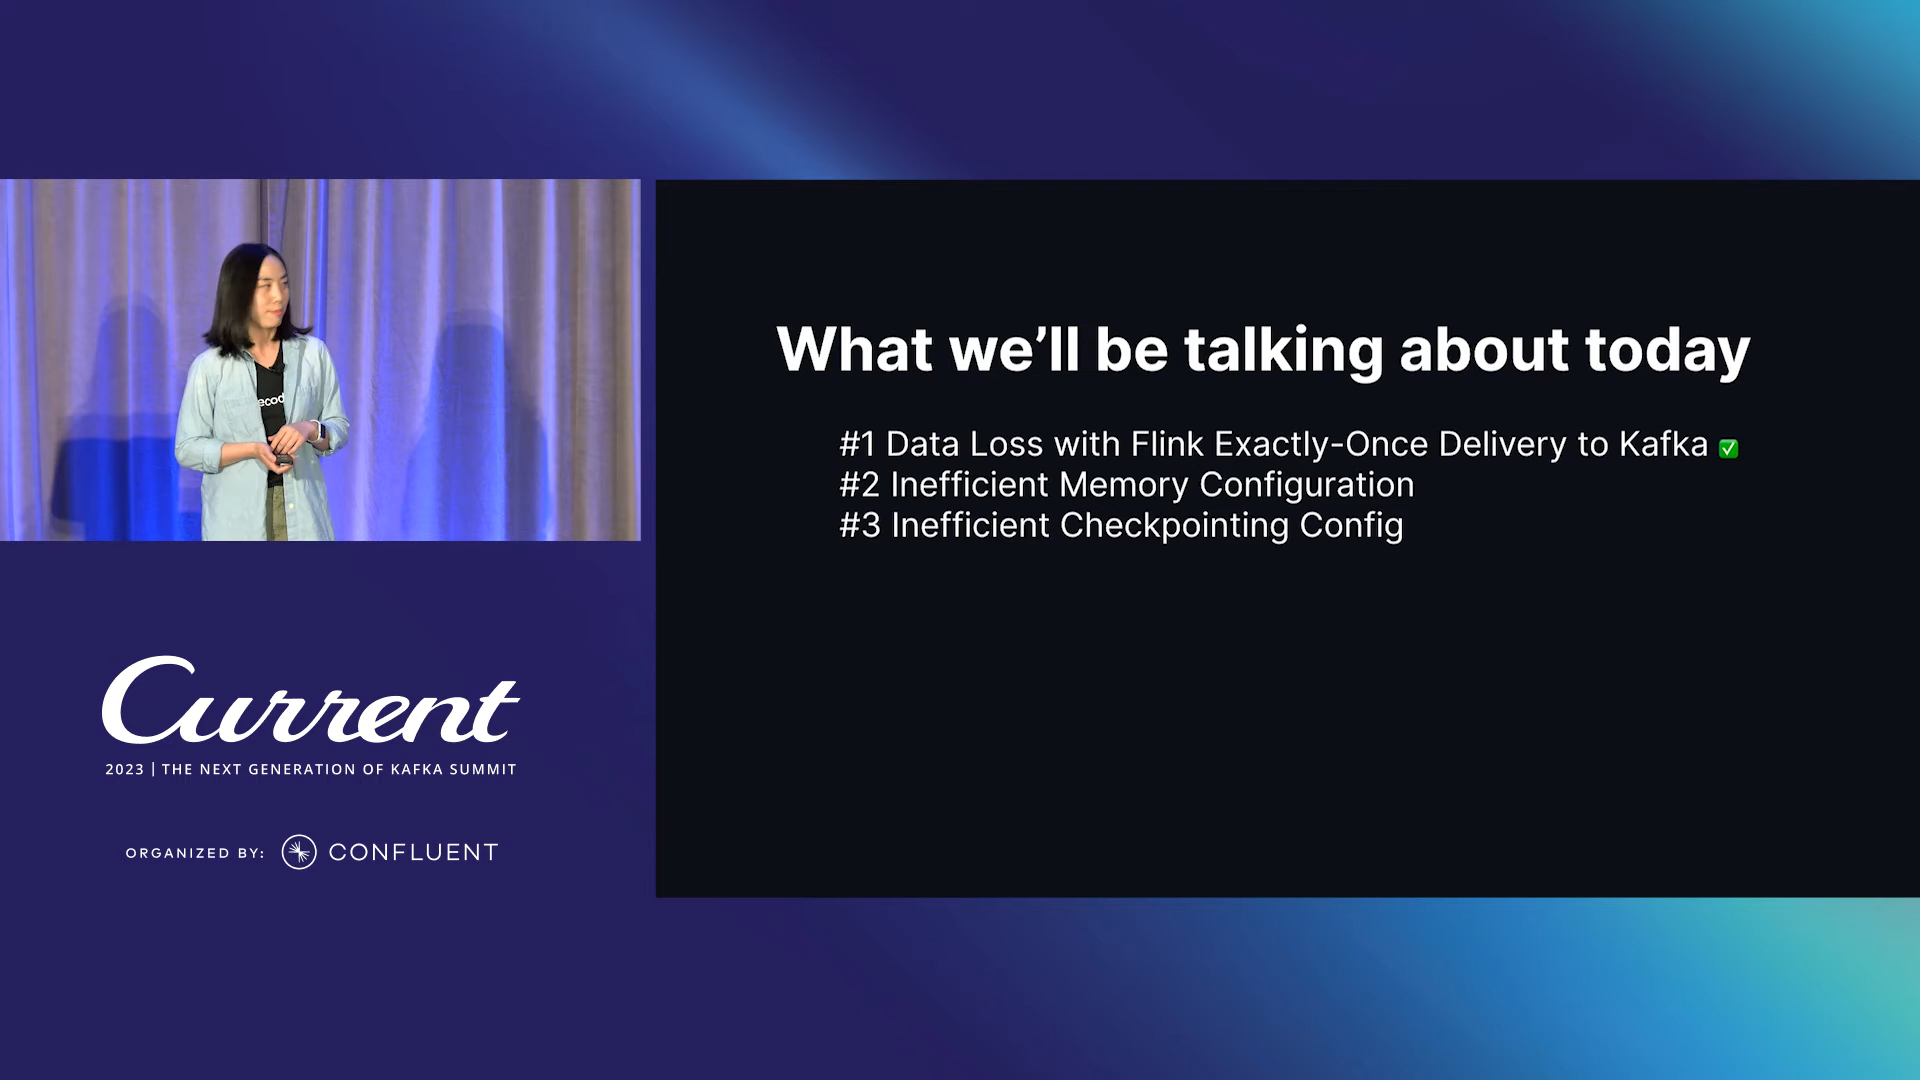 What we'll be talking about today
#1 Data Loss with Flink Exactly-Once Delivery to Kafka ✅
#2 Inefficient Memory Configuration
#3 Inefficient Checkpointing Config
ecod
Current
2023 | THE NEXT GENERATION OF KAFKA SUMMIT
ORGANIZED BY: CONFLUENT